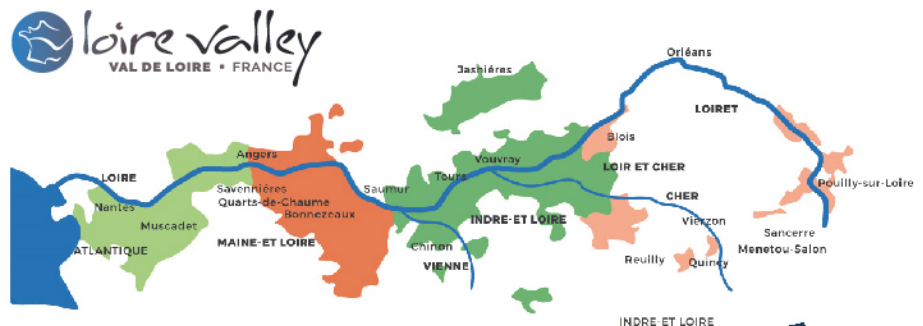 loire valley
VAL DE LOIRE • FRANCE
Orléans
Jasnières
LOIRET
Blois
Angers
Vouvray
LOIR ET CHER
LOIRE
Tours
Pouilly-sur-Loire
Savennières
Saumur
CHER
Nantes
Quarts-de-Chaume
Bonnezeaux
INDRE-ET LOIRE
Vierzon
Muscadet
Sancerre
MAINE-ET LOIRE
Chinon
Menetou-Salon
ATLANTIQUE
VIENNE
Reuilly
Quincy
INDRE-ET LOIRE